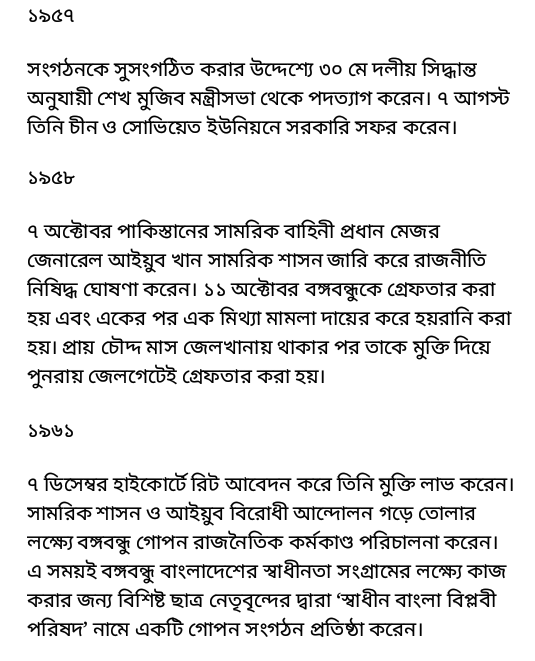 ১৯৫৭
সংগঠনকে সুসংগঠিত করার উদ্দেশ্যে ৩০ মে দলীয় সিদ্ধান্ত
অনুযায়ী শেখ মুজিব মন্ত্রীসভা থেকে পদত্যাগ করেন। ৭ আগস্ট
তিনি চীন ও সোভিয়েত ইউনিয়নে সরকারি সফর করেন।
১৯৫৮
৭ অক্টোবর পাকিস্তানের সামরিক বাহিনী প্রধান মেজর
জেনারেল আইয়ুব খান সামরিক শাসন জারি করে রাজনীতি
নিষিদ্ধ ঘোষণা করেন। ১১ অক্টোবর বঙ্গবন্ধুকে গ্রেফতার করা
হয় এবং একের পর এক মিথ্যা মামলা দায়ের করে হয়রানি করা
হয়। প্রায় চৌদ্দ মাস জেলখানায় থাকার পর তাকে মুক্তি দিয়ে
পুনরায় জেলগেটেই গ্রেফতার করা হয়।
১৯৬১
৭ ডিসেম্বর হাইকোর্টে রিট আবেদন করে তিনি মুক্তি লাভ করেন।
সামরিক শাসন ও আইয়ুব বিরোধী আন্দোলন গড়ে তোলার
লক্ষ্যে বঙ্গবন্ধু গোপন রাজনৈতিক কর্মকাণ্ড পরিচালনা করেন।
এ সময়ই বঙ্গবন্ধু বাংলাদেশের স্বাধীনতা সংগ্রামের লক্ষ্যে কাজ
করার জন্য বিশিষ্ট ছাত্র নেতৃবৃন্দের দ্বারা ‘স্বাধীন বাংলা বিপ্লবী
পরিষদ’ নামে একটি গোপন সংগঠন প্রতিষ্ঠা করেন।